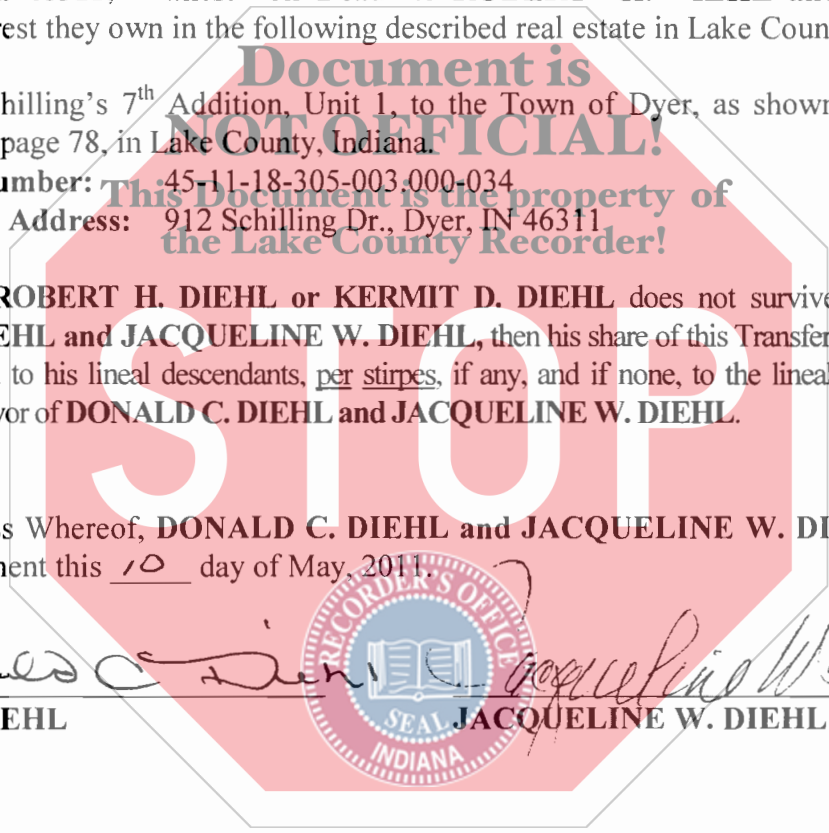 rest they own in the following described real estate in Lake Coun
Document is
hilling's 7th Addition, Unit 1, to the Town of Dyer, as shown
NOT OFFICIAL!
page 78, in Lake County, Indiana.
umber: 45-11-18-305-003.000-034
This Document is the property of
Address: 912 Schilling Dr., Dyer, IN 46311
the Lake County Recorder!
ROBERT H. DIEHL or KERMIT D. DIEHL does not survive
EHL and JACQUELINE W. DIEHL, then his share of this Transfer
to his lineal descendants, per stirpes, if any, and if none, to the lineal
vor of DONALD C. DIEHL and JACQUELINE W. DIEHL.
STOP
s Whereof, DONALD C. DIEHL and JACQUELINE W. DI
ment this 10 day of May, 2011.
RECORDER'S OFFICE
SEAL
INDIANA
ald C Diehl Jacqueline W
EHL JACQUELINE W. DIEHL